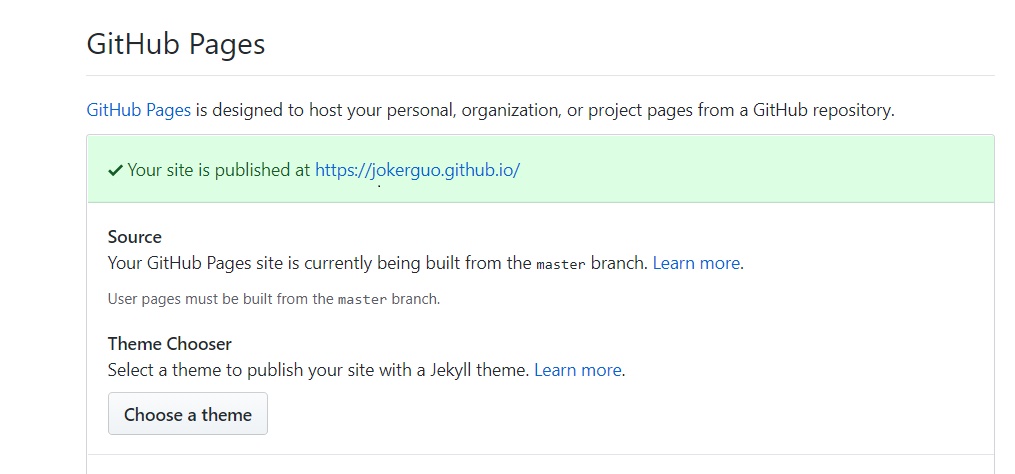 GitHub Pages
GitHub Pages is designed to host your personal, organization, or project pages from a GitHub repository.
✔ Your site is published at https://jokerguo.github.io/
Source
Your GitHub Pages site is currently being built from the master branch. Learn more.
User pages must be built from the master branch.
Theme Chooser
Select a theme to publish your site with a Jekyll theme. Learn more.
Choose a theme